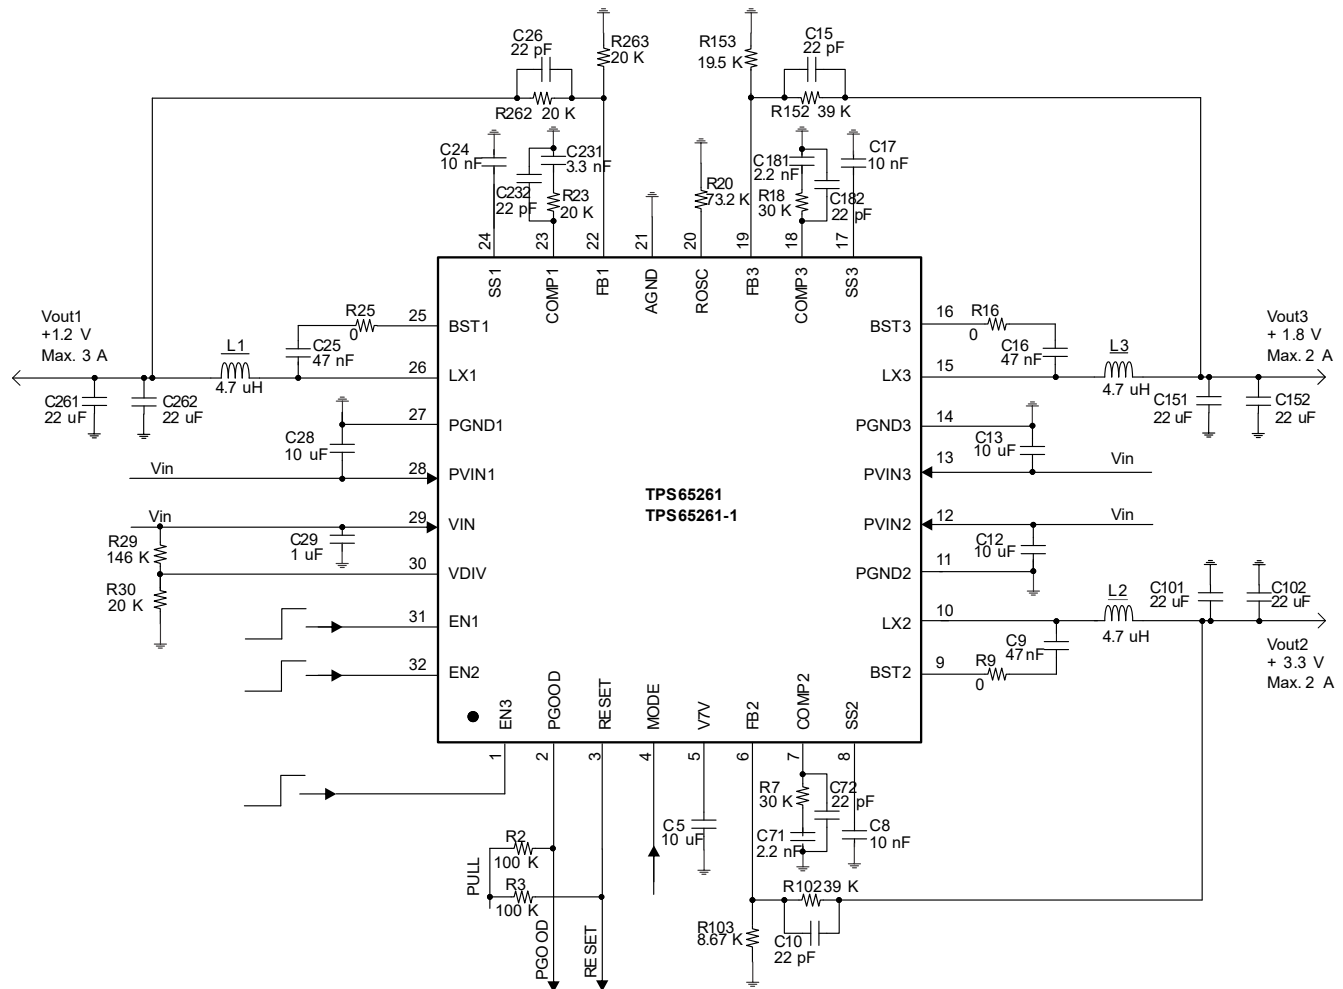 C26
22 pF
R263
20 K
R262 20 K
R153
19.5 K
C15
22 pF
R152 39 K
C24
10 nF
C231
3.3 nF
C232
22 pF
R23
20 K
R20
73.2 K
C181
2.2 nF
R18
30 K
C182
22 pF
C17
10 nF
24
23
22
21
20
19
18
17
SS1
COMP1
FB1
AGND
ROSC
FB3
COMP3
SS3
Vout1
+1.2 V
Max. 3 A
C261
22 uF
C262
22 uF
L1
4.7 uH
R25
0
C25
47 nF
25
BST1
26
LX1
27
PGND1
C28
10 uF
Vin
28
PVIN1
Vin
29
VIN
R29
146 K
C29
1 uF
30
VDIV
R30
20 K
31
EN1
32
EN2
TPS65261
TPS65261-1
BST3
16
R16
0
C16
47 nF
LX3
15
L3
4.7 uH
Vout3
+ 1.8 V
Max. 2 A
C151
22 uF
C152
22 uF
PGND3
14
C13
10 uF
PVIN3
13
Vin
PVIN2
12
Vin
C12
10 uF
PGND2
11
LX2
10
L2
4.7 uH
C101
22 uF
C102
22 uF
C9
47nF
BST2
9
R9
0
Vout2
+ 3.3 V
Max. 2 A
EN3
PGOOD
RESET
MODE
V7V
FB2
COMP2
SS2
1
2
3
4
5
6
7
8
R2
100 K
R3
100 K
PULL
PGOOD
RESET
C5
10 uF
R7
30 K
C72
22 pF
C71
2.2 nF
C8
10 nF
R102 39 K
R103
8.67 K
C10
22 pF